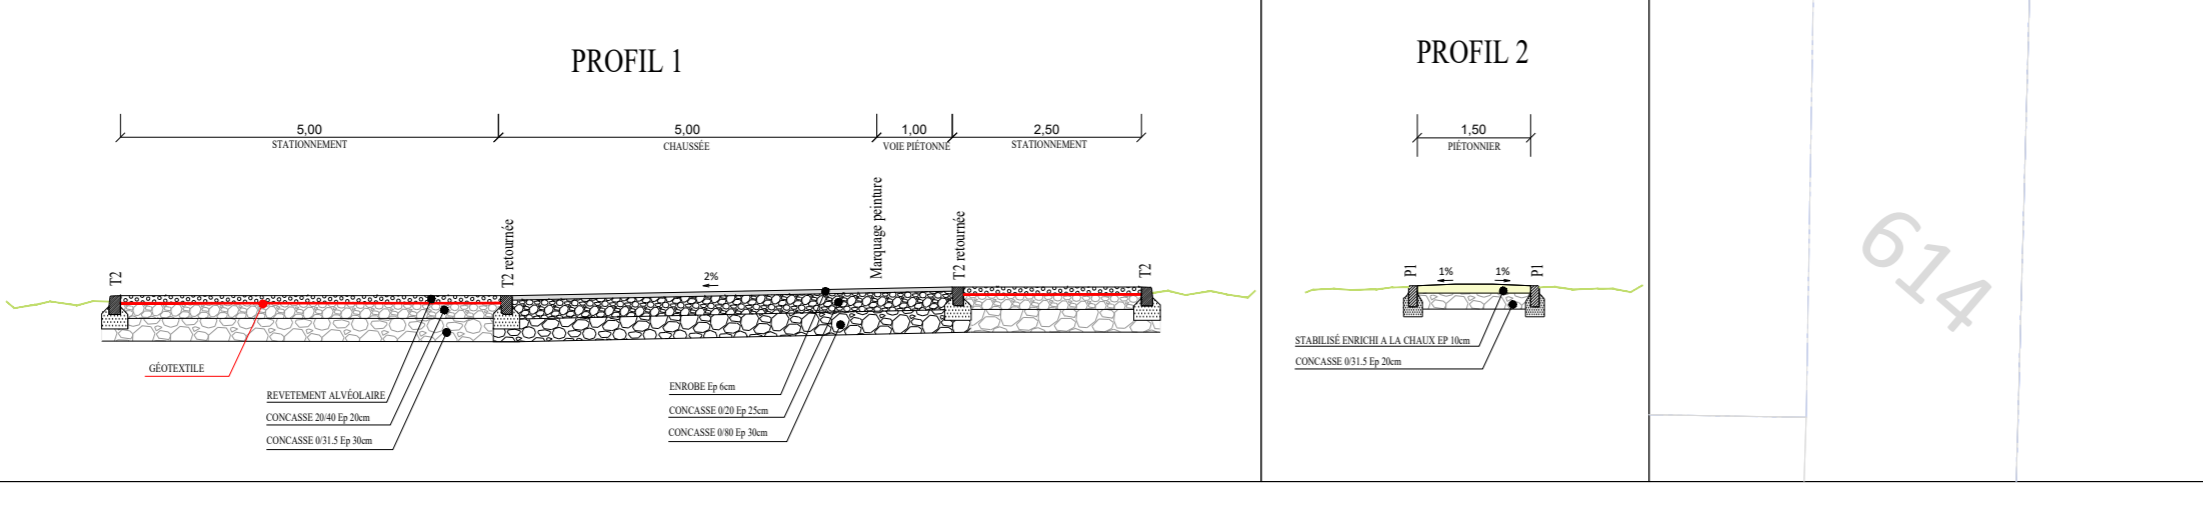 PROFIL 1
5,00
STATIONNEMENT
5,00
CHAUSSÉE
1,00
VOIE PIÉTONNE
2,50
STATIONNEMENT
T2
T2 retournée
2%
Marquage peinture
T2 retournée
T2
GÉOTEXTILE
REVETEMENT ALVÉOLAIRE
CONCASSE 20/40 Ep 20cm
CONCASSE 0/31.5 Ep 30cm
ENROBE Ep 6cm
CONCASSE 0/20 Ep 25cm
CONCASSE 0/80 Ep 30cm
PROFIL 2
1,50
PIÉTONNIER
P1
1%
1%
P1
STABILISÉ ENRICHI A LA CHAUX EP 10cm
CONCASSE 0/31.5 Ep 20cm
614